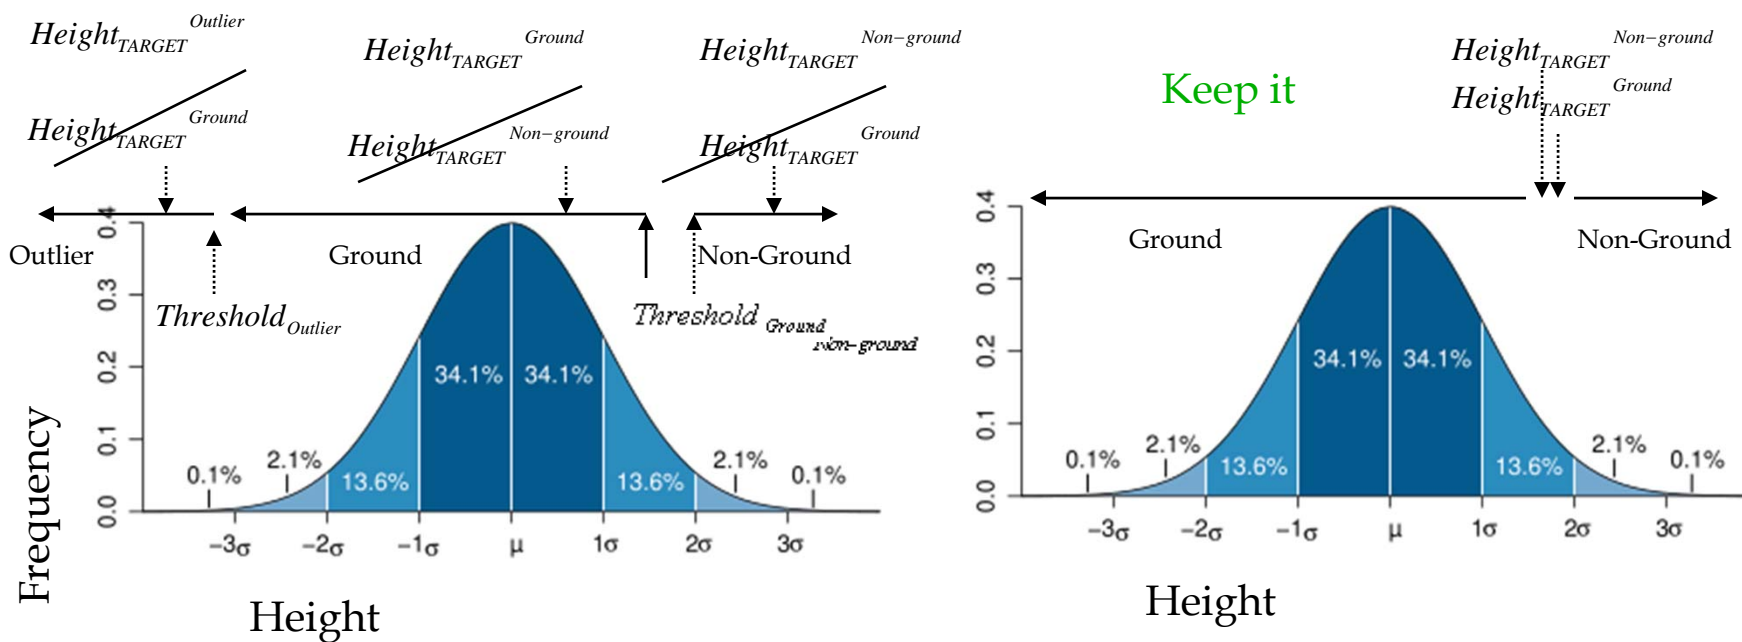 Height_TARGET^Outlier
Height_TARGET^Ground
Height_TARGET^Ground
Height_TARGET^Non−ground
Height_TARGET^Non−ground
Height_TARGET^Ground
Outlier
Ground
Non-Ground
Threshold_Outlier
Threshold_Ground
Non−ground
0.4
0.3
0.2
0.1
0.0
0.1%
2.1%
13.6%
34.1%
34.1%
13.6%
2.1%
0.1%
−3σ
−2σ
−1σ
μ
1σ
2σ
3σ
Frequency
Height
Keep it
Height_TARGET^Non−ground
Height_TARGET^Ground
Ground
Non-Ground
0.4
0.3
0.2
0.1
0.0
0.1%
2.1%
13.6%
34.1%
34.1%
13.6%
2.1%
0.1%
−3σ
−2σ
−1σ
μ
1σ
2σ
3σ
Height